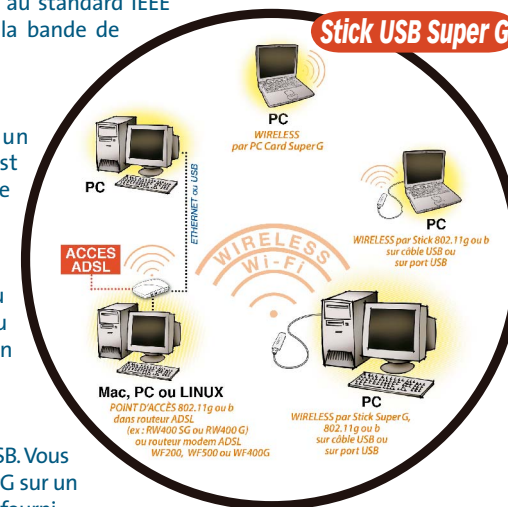 au standard IEEE
la bande de
un
st
e
u
u
n
SB. Vous
G sur un
fourni
Stick USB Super G
PC
WIRELESS
par PC Card SuperG
PC
ETHERNET ou USB
PC
WIRELESS par Stick 802.11g ou b
sur câble USB ou
sur port USB
ACCES
ADSL
WIRELESS
Wi-Fi
Mac, PC ou LINUX
POINT D'ACCÈS 802.11g ou b
dans routeur ADSL
(ex : RW400 SG ou RW400 G)
ou routeur modem ADSL
WF200, WF500 ou WF400G
PC
WIRELESS par Stick SuperG,
802.11g ou b
sur câble USB ou
sur port USB